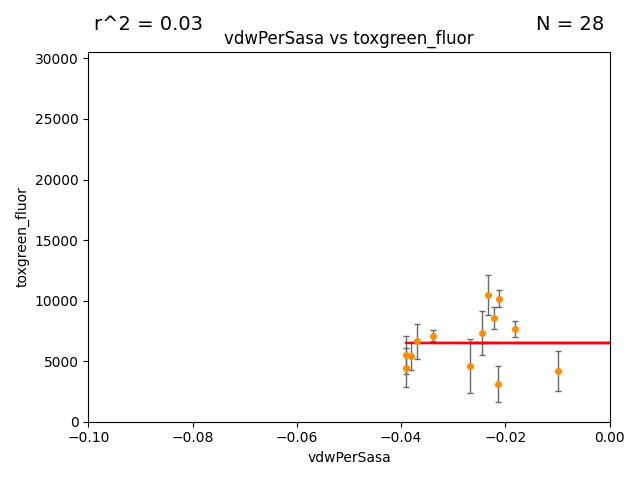 r^2 = 0.03
N = 28
vdwPerSasa vs toxgreen_fluor
30000
25000
20000
15000
10000
5000
0
toxgreen_fluor
−0.10
−0.08
−0.06
−0.04
−0.02
0.00
vdwPerSasa